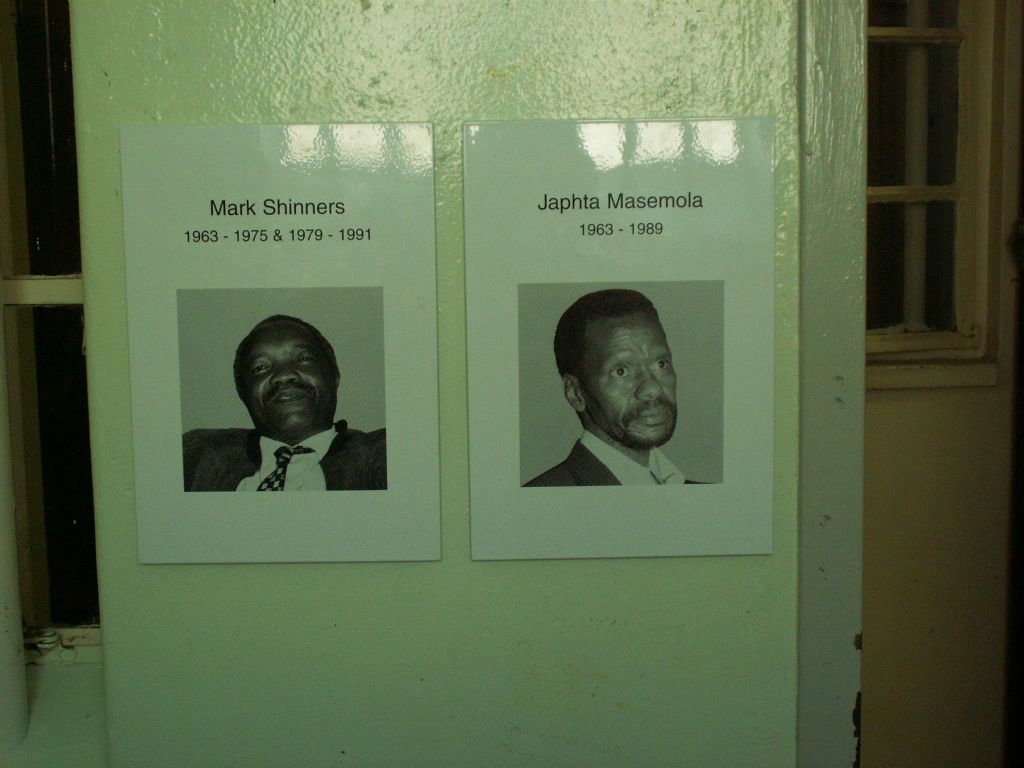 Mark Shinners
1963 - 1975 & 1979 - 1991
Japhta Masemola
1963 - 1989